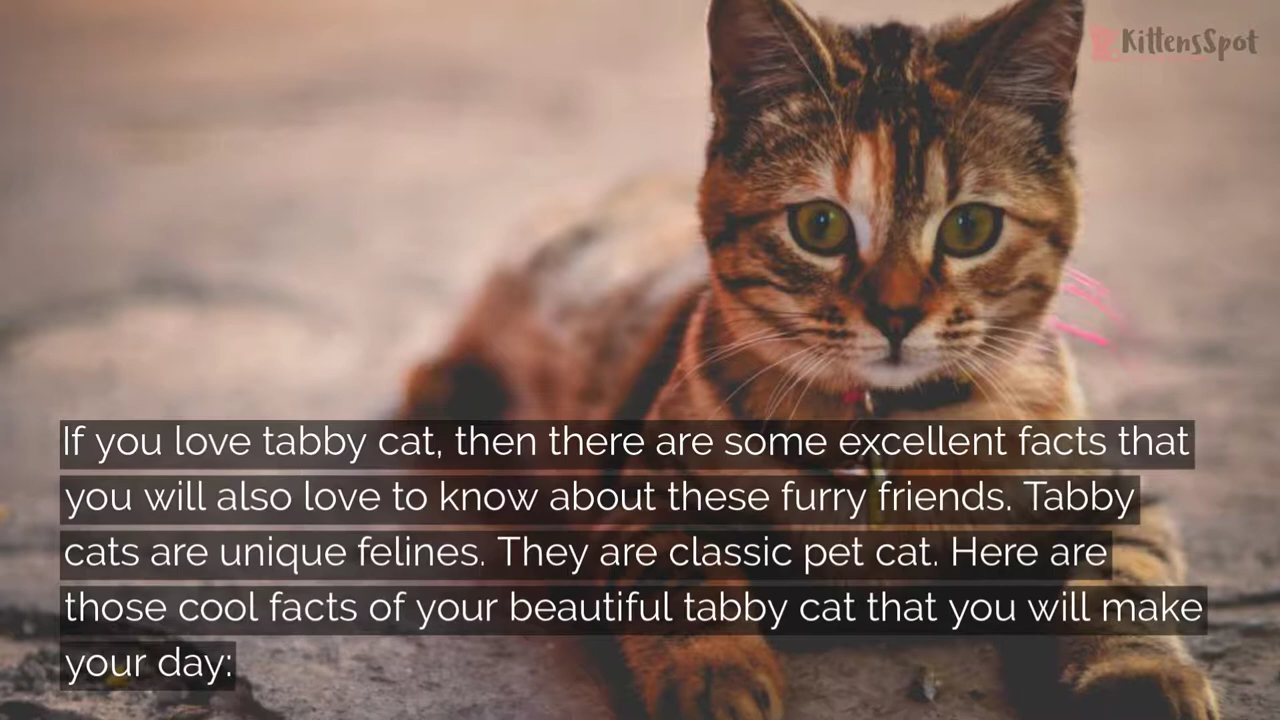 KittensSpot
If you love tabby cat, then there are some excellent facts that
you will also love to know about these furry friends. Tabby
cats are unique felines. They are classic pet cat. Here are
those cool facts of your beautiful tabby cat that you will make
your day: